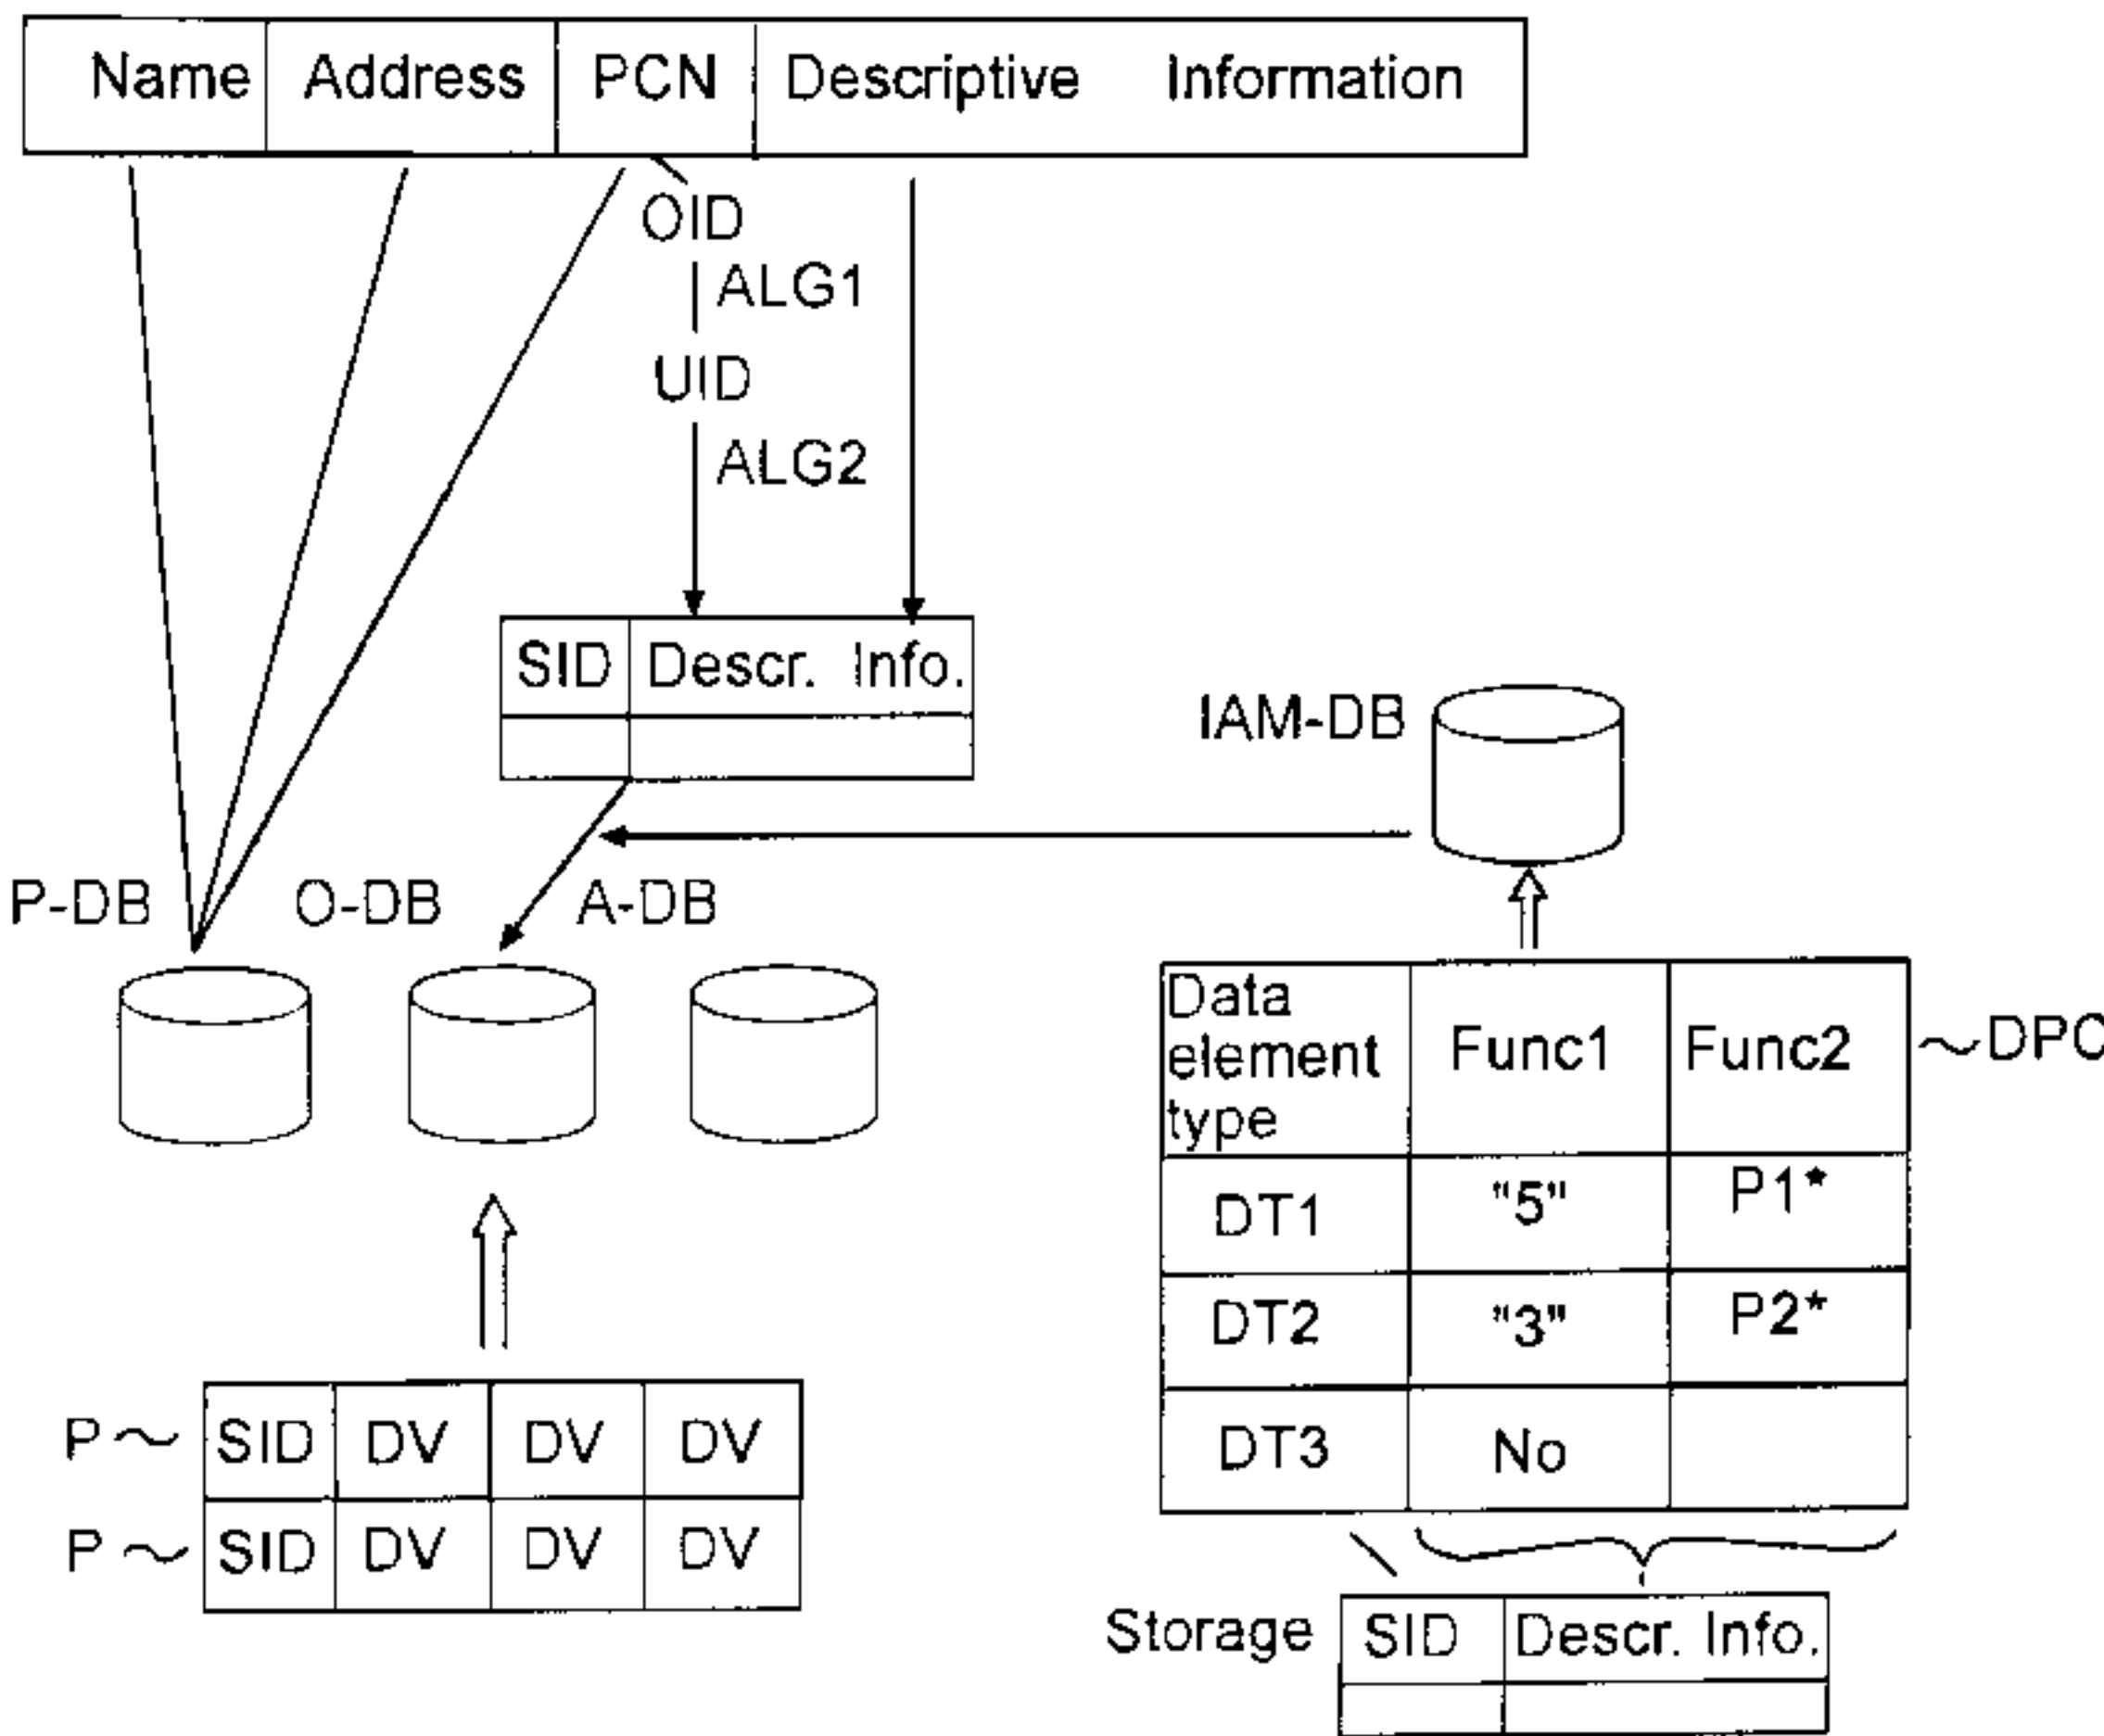 Name Address PCN Descriptive Information
OID
ALG1
UID
ALG2
SID Descr. Info.
IAM-DB
P-DB O-DB A-DB
Data element type Func1 Func2 ~DPC
DT1 "5" P1*
DT2 "3" P2*
DT3 No
P~ SID DV DV DV
P~ SID DV DV DV
Storage SID Descr. Info.